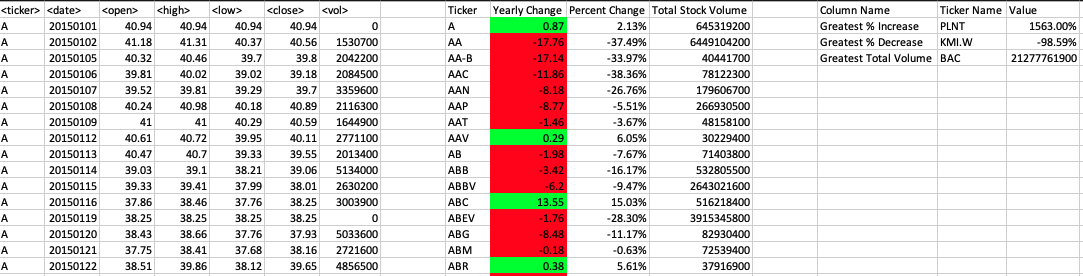 <ticker> <date> <open> <high> <low> <close> <vol> Ticker Yearly Change Percent Change Total Stock Volume Column Name Ticker Name Value
A 20150101 40.94 40.94 40.94 40.94 0 A 0.87 2.13% 645319200 Greatest % Increase PLNT 1563.00%
A 20150102 41.18 41.31 40.37 40.56 1530700 AA -17.76 -37.49% 6449104200 Greatest % Decrease KMI.W -98.59%
A 20150105 40.32 40.46 39.7 39.8 2042200 AA-B -17.14 -33.97% 40441700 Greatest Total Volume BAC 21277761900
A 20150106 39.81 40.02 39.02 39.18 2084500 AAC -11.86 -38.36% 78122300
A 20150107 39.52 39.81 39.29 39.7 3359600 AAN -8.18 -26.76% 179606700
A 20150108 40.24 40.98 40.18 40.89 2116300 AAP -8.77 -5.51% 266930500
A 20150109 41 41 40.29 40.59 1644900 AAT -1.46 -3.67% 48158100
A 20150112 40.61 40.72 39.95 40.11 2771100 AAV 0.29 6.05% 30229400
A 20150113 40.47 40.7 39.33 39.55 2013400 AB -1.98 -7.67% 71403800
A 20150114 39.03 39.1 38.21 39.06 5134000 ABB -3.42 -16.17% 532805500
A 20150115 39.33 39.41 37.99 38.01 2630200 ABBV -6.2 -9.47% 2643021600
A 20150116 37.86 38.46 37.76 38.25 3003900 ABC 13.55 15.03% 516218400
A 20150119 38.25 38.25 38.25 38.25 0 ABEV -1.76 -28.30% 3915345800
A 20150120 38.43 38.66 37.76 37.93 5033600 ABG -8.48 -11.17% 82930400
A 20150121 37.75 38.41 37.68 38.16 2721600 ABM -0.18 -0.63% 72539400
A 20150122 38.51 39.86 38.12 39.65 4856500 ABR 0.38 5.61% 37916900